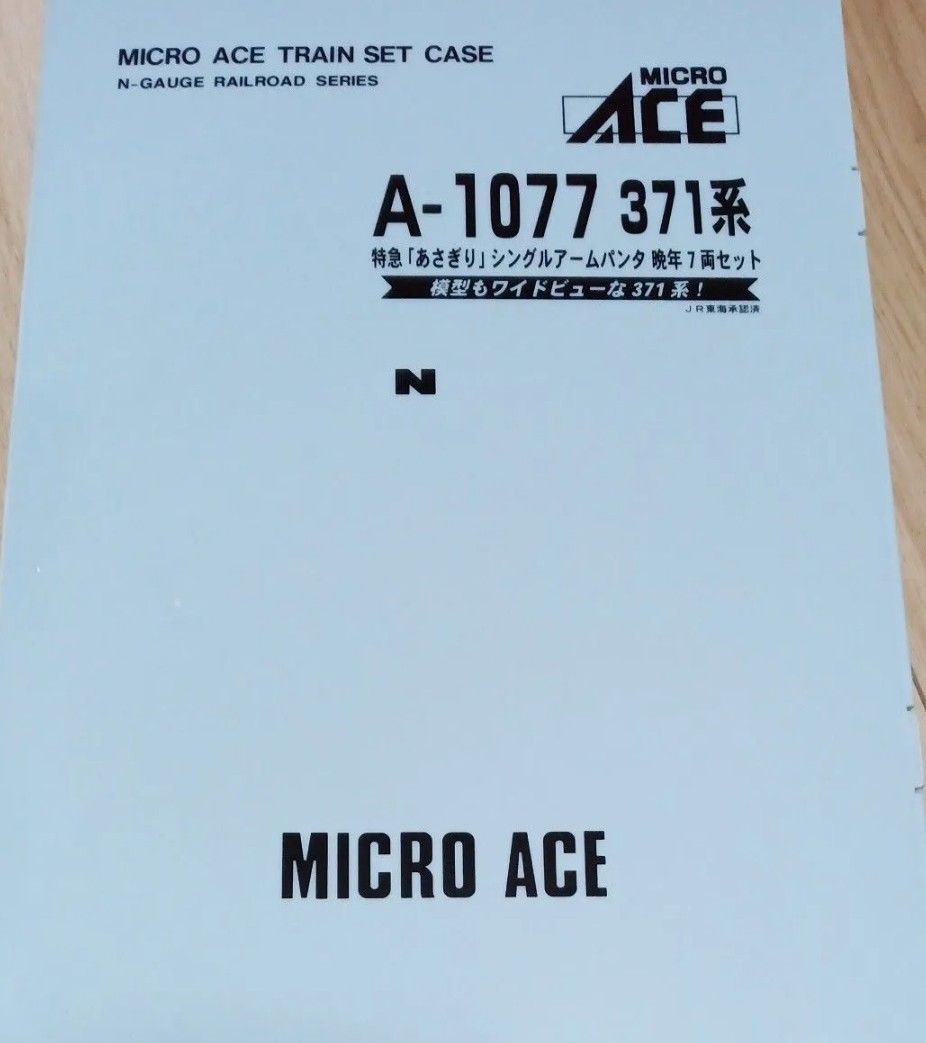 MICRO ACE TRAIN SET CASE
N-GAUGE RAILROAD SERIES
MICRO
ACE
A-1077 371系
特急「あさぎり」シングルアームパンタ 晩年7両セット
模型もワイドビューな371系!
JR東海承認済
N
MICRO ACE